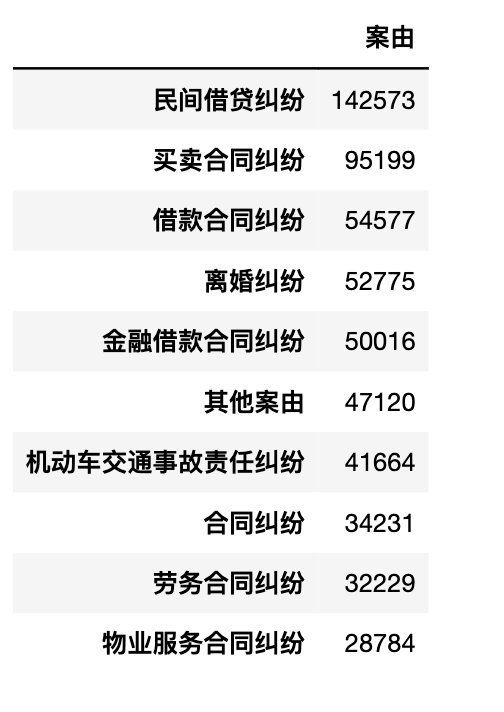 案由
民间借贷纠纷 142573
买卖合同纠纷 95199
借款合同纠纷 54577
离婚纠纷 52775
金融借款合同纠纷 50016
其他案由 47120
机动车交通事故责任纠纷 41664
合同纠纷 34231
劳务合同纠纷 32229
物业服务合同纠纷 28784